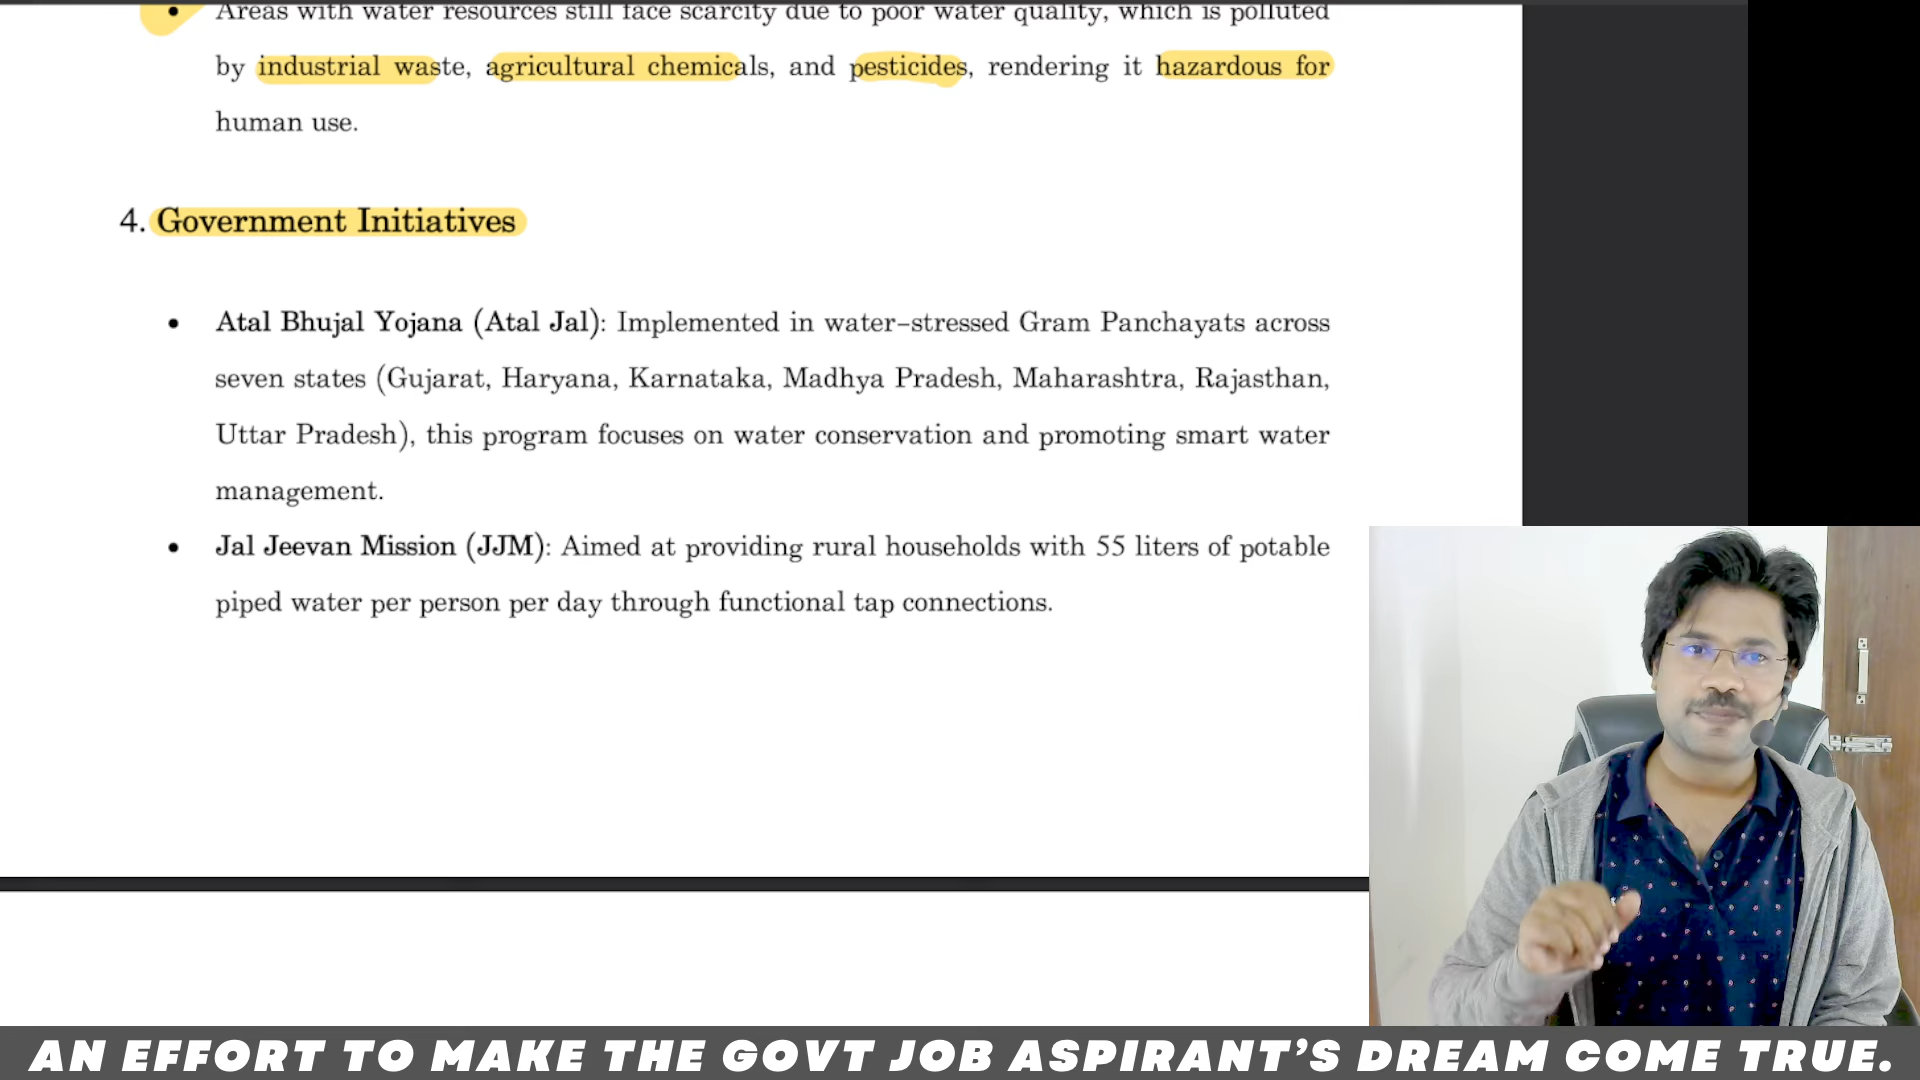 • Areas with water resources still face scarcity due to poor water quality, which is polluted
by industrial waste, agricultural chemicals, and pesticides, rendering it hazardous for
human use.
4. Government Initiatives
• Atal Bhujal Yojana (Atal Jal): Implemented in water-stressed Gram Panchayats across
seven states (Gujarat, Haryana, Karnataka, Madhya Pradesh, Maharashtra, Rajasthan,
Uttar Pradesh), this program focuses on water conservation and promoting smart water
management.
• Jal Jeevan Mission (JJM): Aimed at providing rural households with 55 liters of potable
piped water per person per day through functional tap connections.
AN EFFORT TO MAKE THE GOVT JOB ASPIRANT'S DREAM COME TRUE.